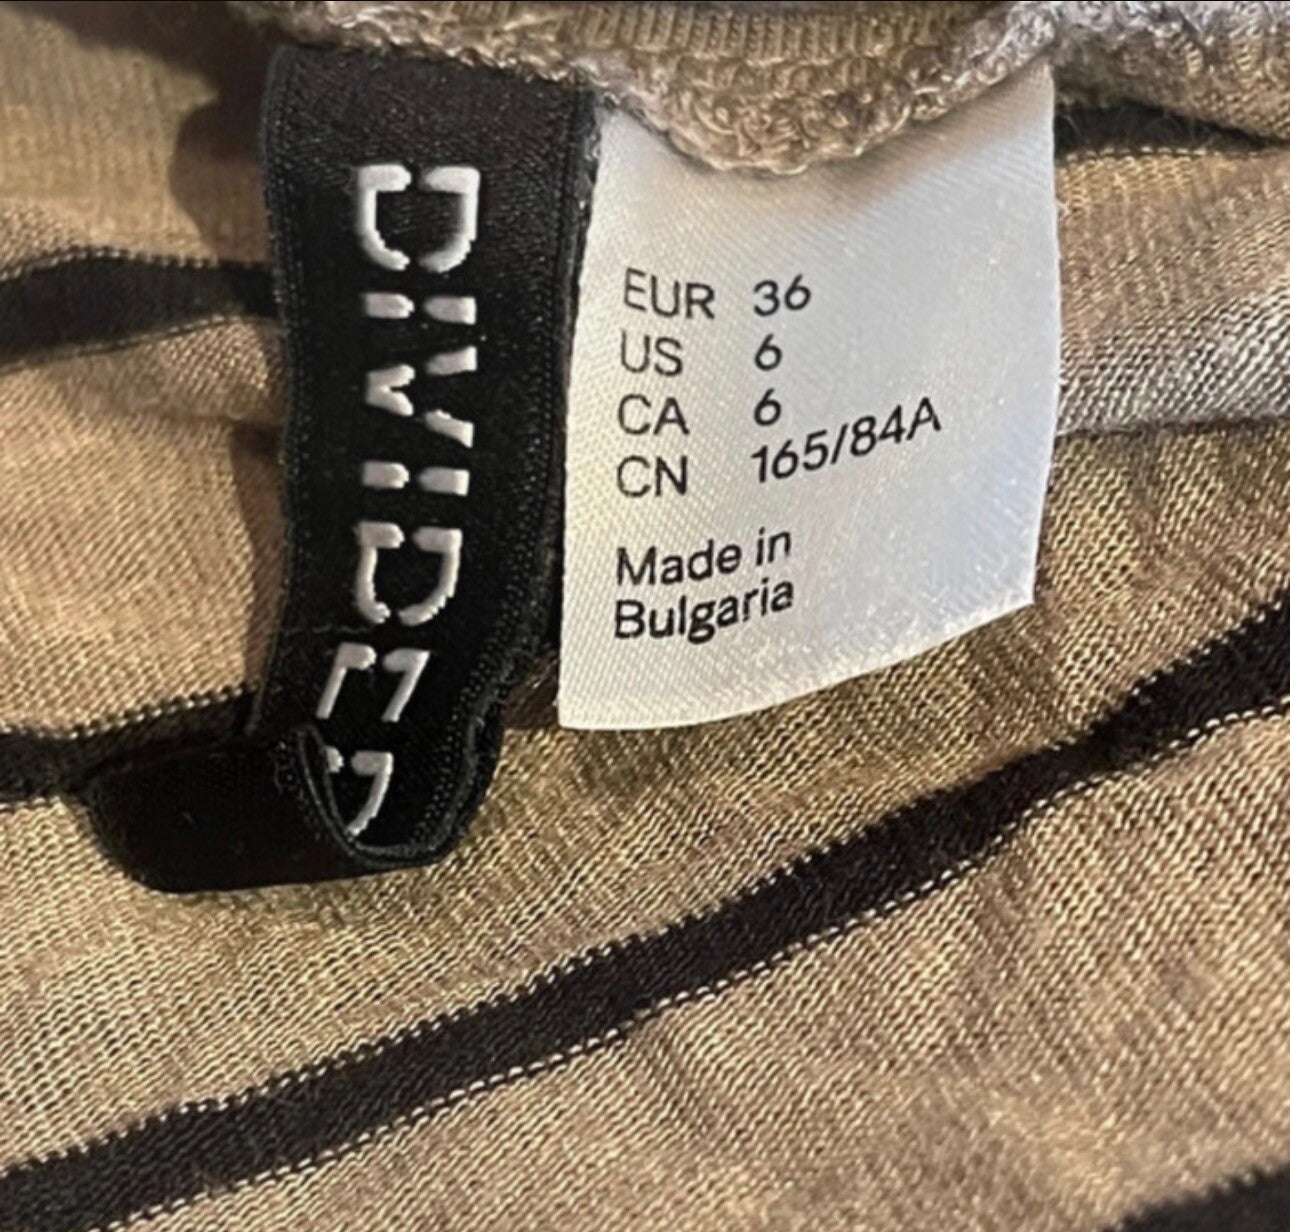 DIVIDED
EUR 36
US 6
CA 6
CN 165/84A
Made in
Bulgaria